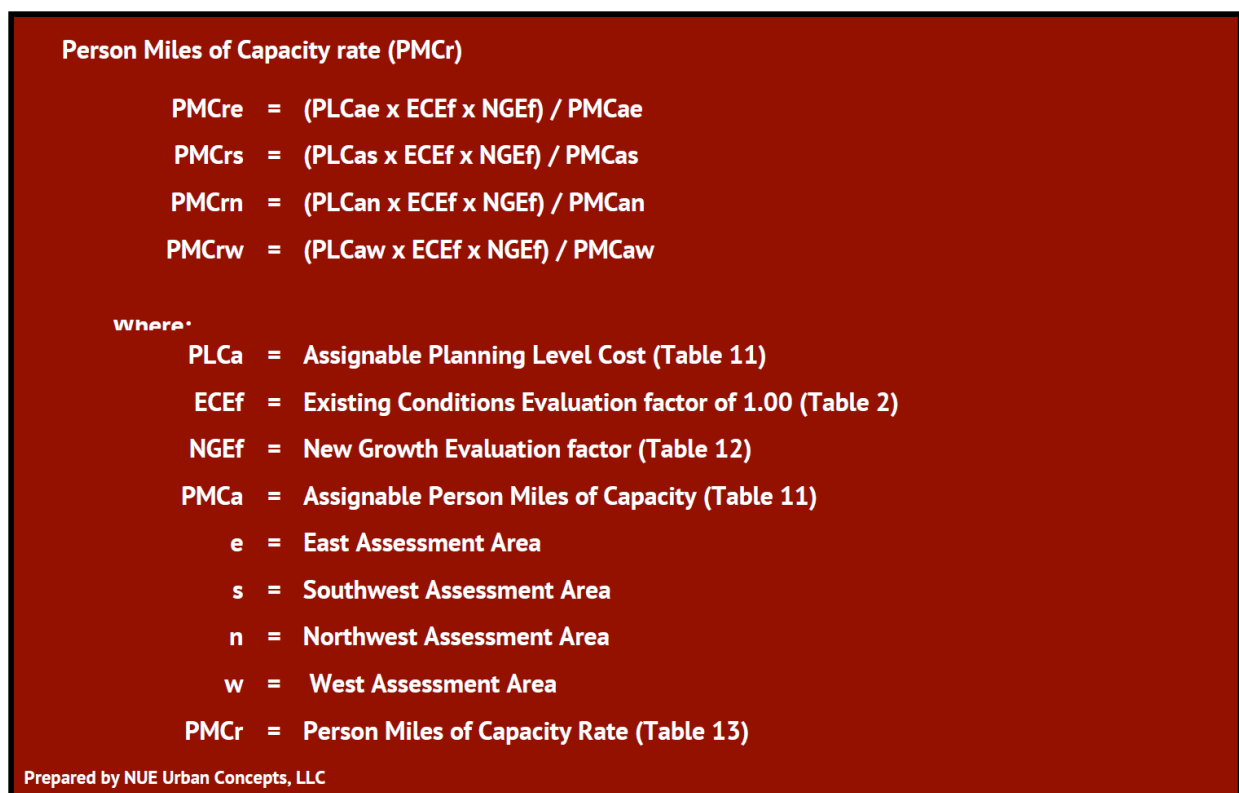 Person Miles of Capacity rate (PMCr)
PMCre = (PLCae x ECEf x NGEf) / PMCae
PMCrs = (PLCas x ECEf x NGEf) / PMCas
PMCrn = (PLCan x ECEf x NGEf) / PMCan
PMCrw = (PLCaw x ECEf x NGEf) / PMCaw
Where:
PLCa = Assignable Planning Level Cost (Table 11)
ECEf = Existing Conditions Evaluation factor of 1.00 (Table 2)
NGEf = New Growth Evaluation factor (Table 12)
PMCa = Assignable Person Miles of Capacity (Table 11)
e = East Assessment Area
s = Southwest Assessment Area
n = Northwest Assessment Area
w = West Assessment Area
PMCr = Person Miles of Capacity Rate (Table 13)
Prepared by NUE Urban Concepts, LLC